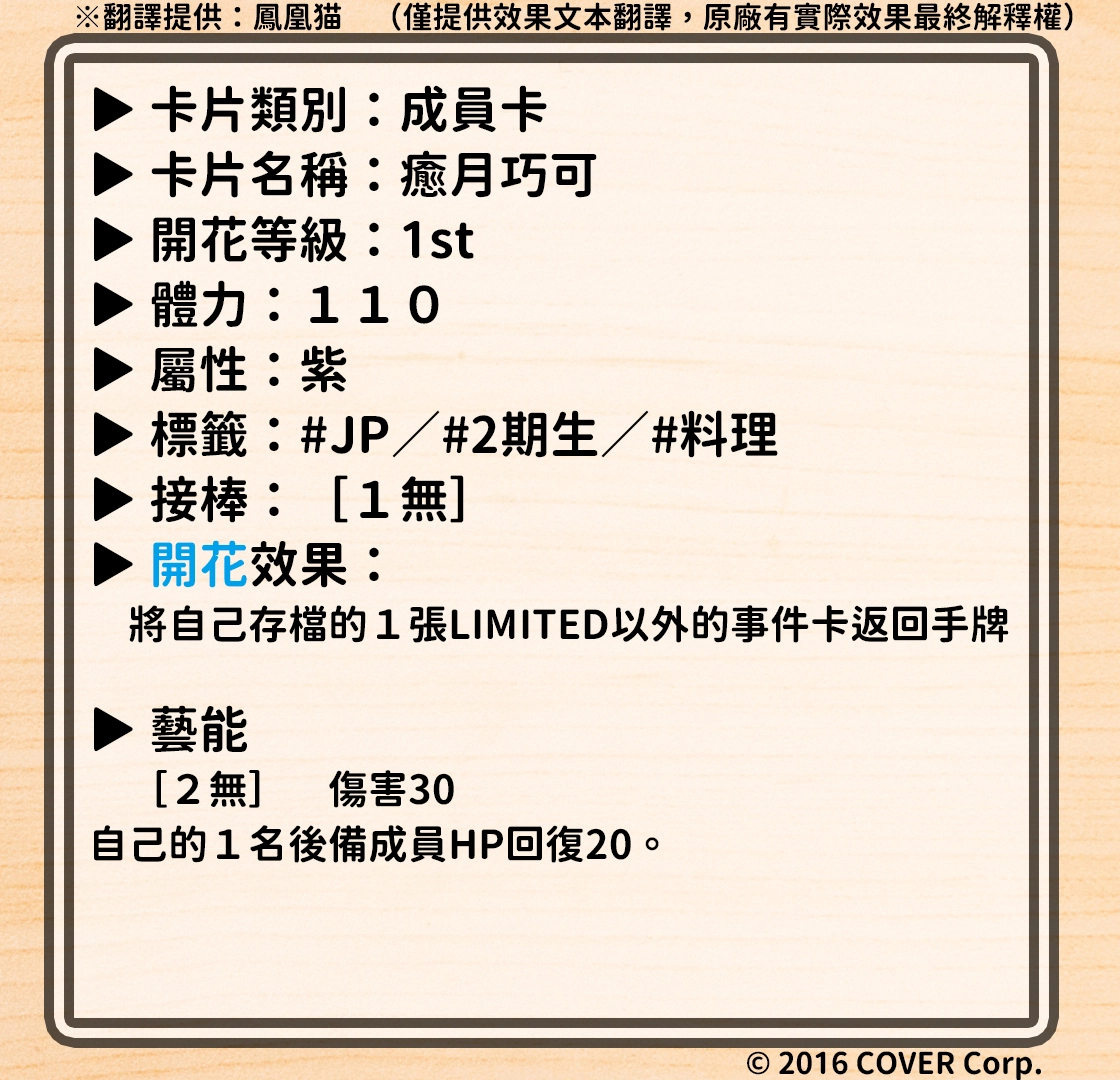 ※翻譯提供：鳳凰猫　（僅提供效果文本翻譯，原廠有實際效果最終解釋權）
▶ 卡片類別：成員卡
▶ 卡片名稱：癒月巧可
▶ 開花等級：1st
▶ 體力：１１０
▶ 屬性：紫
▶ 標籤：#JP／#2期生／#料理
▶ 接棒：［１無］
▶ 開花效果：
將自己存檔的１張LIMITED以外的事件卡返回手牌
▶ 藝能
［２無］　傷害30
自己的１名後備成員HP回復20。
© 2016 COVER Corp.